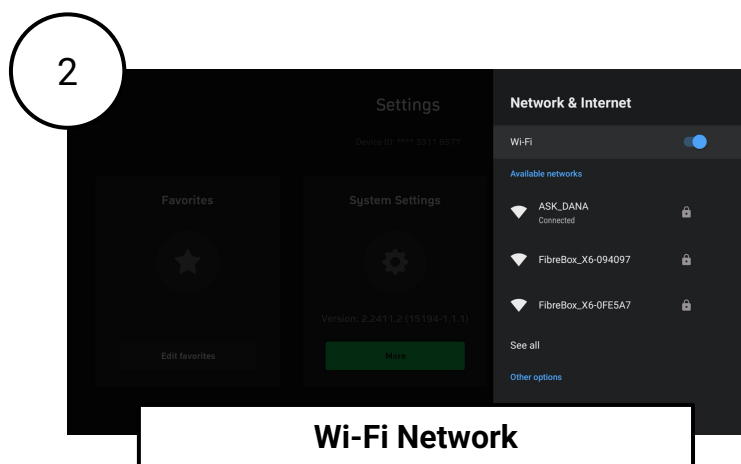 2
Settings
Network & Internet
Device ID: **** 3311 8577
Wi-Fi
Available networks
Favorites
System Settings
ASK_DANA
Connected
FibreBox_X6-094097
FibreBox_X6-0FE5A7
Version: 2.2411.2 (15194-1.1.1)
See all
Edit favorites
More
Other options
Wi-Fi Network